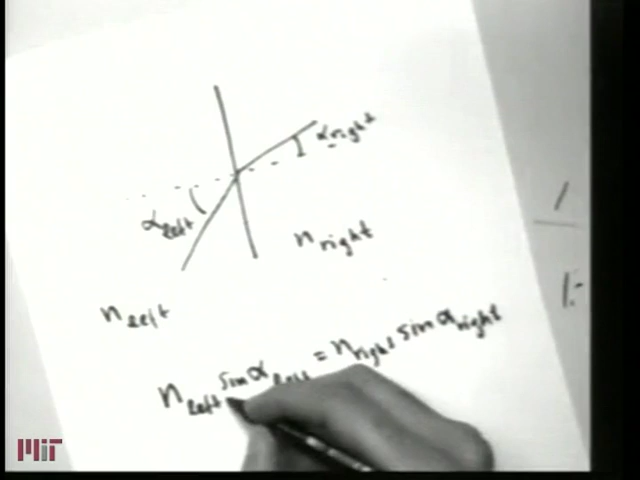 α right
α left
n right
n left
n left sin α left = n right sin α right
MIT